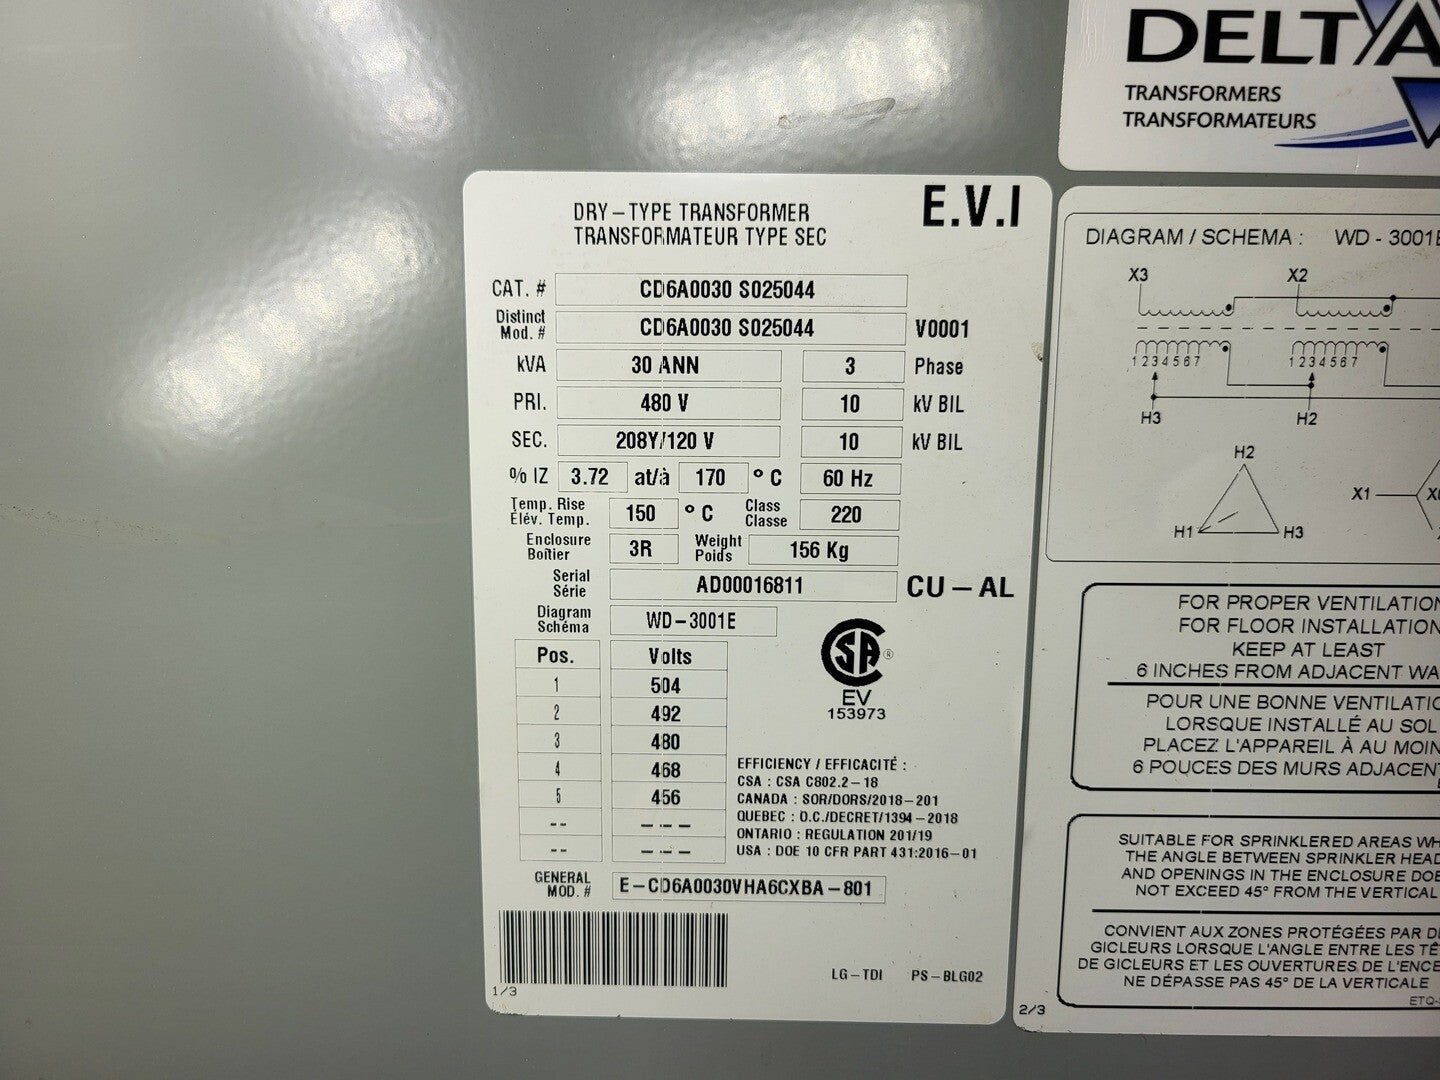 DELTA
TRANSFORMERS
TRANSFORMATEURS
DRY-TYPE TRANSFORMER
TRANSFORMATEUR TYPE SEC
E.V.I
CAT. # CD6A0030 S025044
Distinct Mod. # CD6A0030 S025044 V0001
kVA 30 ANN 3 Phase
PRI. 480 V 10 kV BIL
SEC. 208Y/120 V 10 kV BIL
% IZ 3.72 at/à 170 °C 60 Hz
Temp. Rise
Élév. Temp. 150 °C Class
Classe 220
Enclosure
Boîtier 3R Weight
Poids 156 Kg
Serial
Série AD00016811 CU-AL
Diagram
Schéma WD-3001E
Pos. Volts
1 504
2 492
3 480
4 468
5 456
-- ---
-- ---
CSA ®
EV
153973
EFFICIENCY / EFFICACITÉ :
CSA : CSA C802.2-18
CANADA : SOR/DORS/2018-201
QUEBEC : O.C./DECRET/1394-2018
ONTARIO : REGULATION 201/19
USA : DOE 10 CFR PART 431:2016-01
GENERAL
MOD. # E-CD6A0030VHA6CXBA-801
LG-TDI PS-BLG02
1/3
DIAGRAM / SCHEMA : WD - 3001E
X3 X2
1 2 3 4 5 6 7 1 2 3 4 5 6 7
H3 H2
H2
H1 H3
X1
FOR PROPER VENTILATION
FOR FLOOR INSTALLATION
KEEP AT LEAST
6 INCHES FROM ADJACENT WA
POUR UNE BONNE VENTILATIO
LORSQUE INSTALLÉ AU SOL
PLACEZ L'APPAREIL À AU MOIN
6 POUCES DES MURS ADJACENT
SUITABLE FOR SPRINKLERED AREAS WH
THE ANGLE BETWEEN SPRINKLER HEAD
AND OPENINGS IN THE ENCLOSURE DOE
NOT EXCEED 45° FROM THE VERTICAL
CONVIENT AUX ZONES PROTÉGÉES PAR D
GICLEURS LORSQUE L'ANGLE ENTRE LES TÊ
DE GICLEURS ET LES OUVERTURES DE L'ENCE
NE DÉPASSE PAS 45° DE LA VERTICALE
ETQ-
2/3